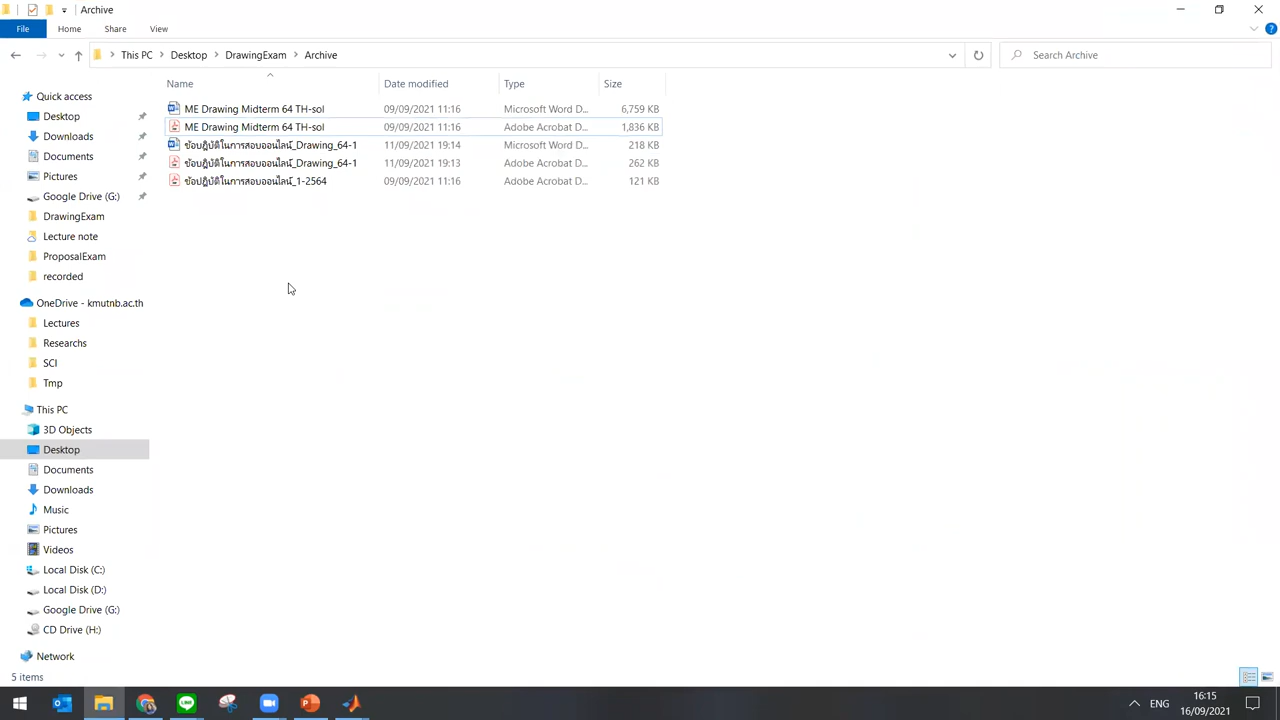 Archive
File Home Share View
This PC Desktop DrawingExam Archive Search Archive
Name Date modified Type Size
ME Drawing Midterm 64 TH-sol 09/09/2021 11:16 Microsoft Word D... 6,759 KB
ME Drawing Midterm 64 TH-sol 09/09/2021 11:16 Adobe Acrobat D... 1,836 KB
ข้อปฏิบัติในการสอบออนไลน์_Drawing_64-1 11/09/2021 19:14 Microsoft Word D... 218 KB
ข้อปฏิบัติในการสอบออนไลน์_Drawing_64-1 11/09/2021 19:13 Adobe Acrobat D... 262 KB
ข้อปฏิบัติในการสอบออนไลน์_1-2564 09/09/2021 11:16 Adobe Acrobat D... 121 KB
Quick access
Desktop
Downloads
Documents
Pictures
Google Drive (G:)
DrawingExam
Lecture note
ProposalExam
recorded
OneDrive - kmutnb.ac.th
Lectures
Researchs
SCI
Tmp
This PC
3D Objects
Desktop
Documents
Downloads
Music
Pictures
Videos
Local Disk (C:)
Local Disk (D:)
Google Drive (G:)
CD Drive (H:)
Network
5 items
ENG 16:15
16/09/2021